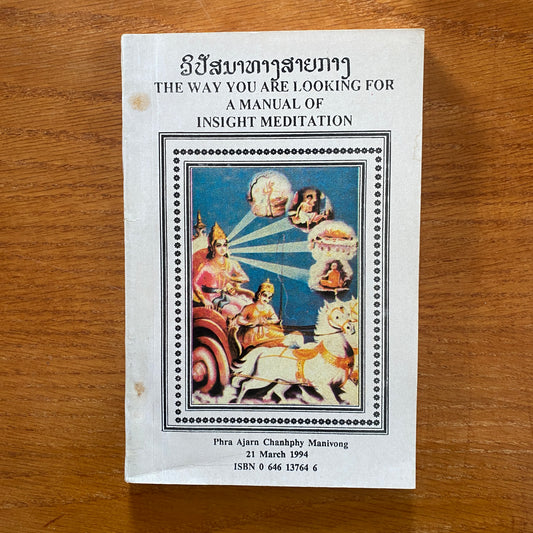 ວິປັສນາທາງສາຍກາງ
THE WAY YOU ARE LOOKING FOR
A MANUAL OF
INSIGHT MEDITATION
Phra Ajarn Chanhphy Manivong
21 March 1994
ISBN 0 646 13764 6